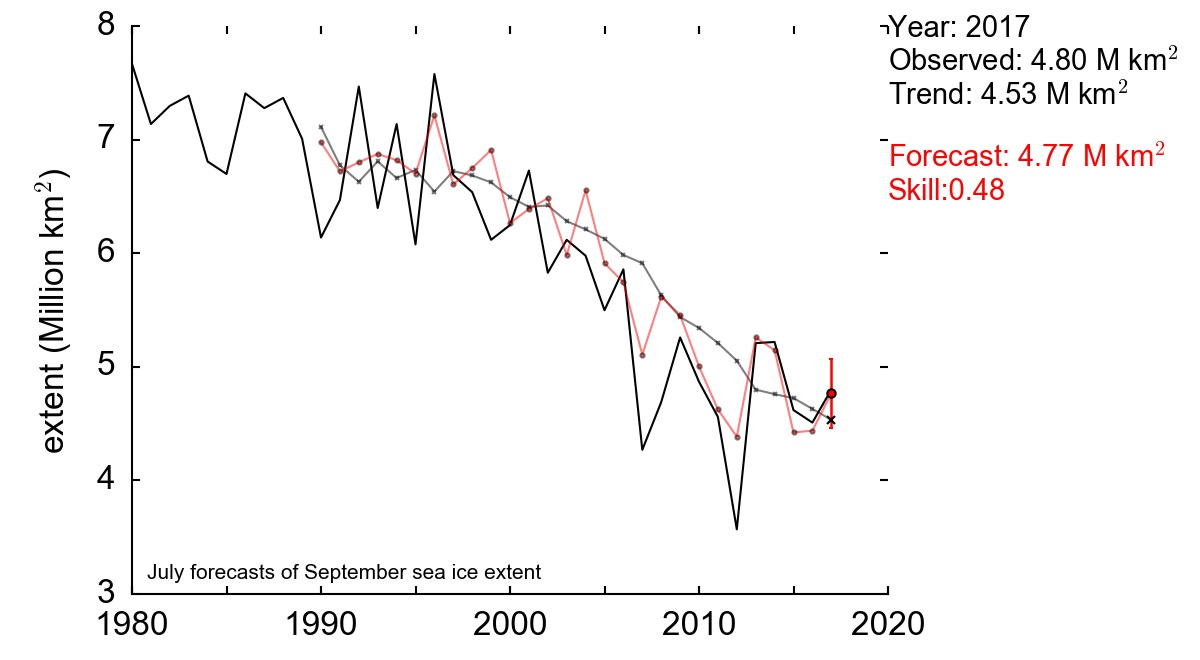 8
7
6
5
4
3
extent (Million km²)
1980
1990
2000
2010
2020
July forecasts of September sea ice extent
Year: 2017
Observed: 4.80 M km²
Trend: 4.53 M km²
Forecast: 4.77 M km²
Skill:0.48